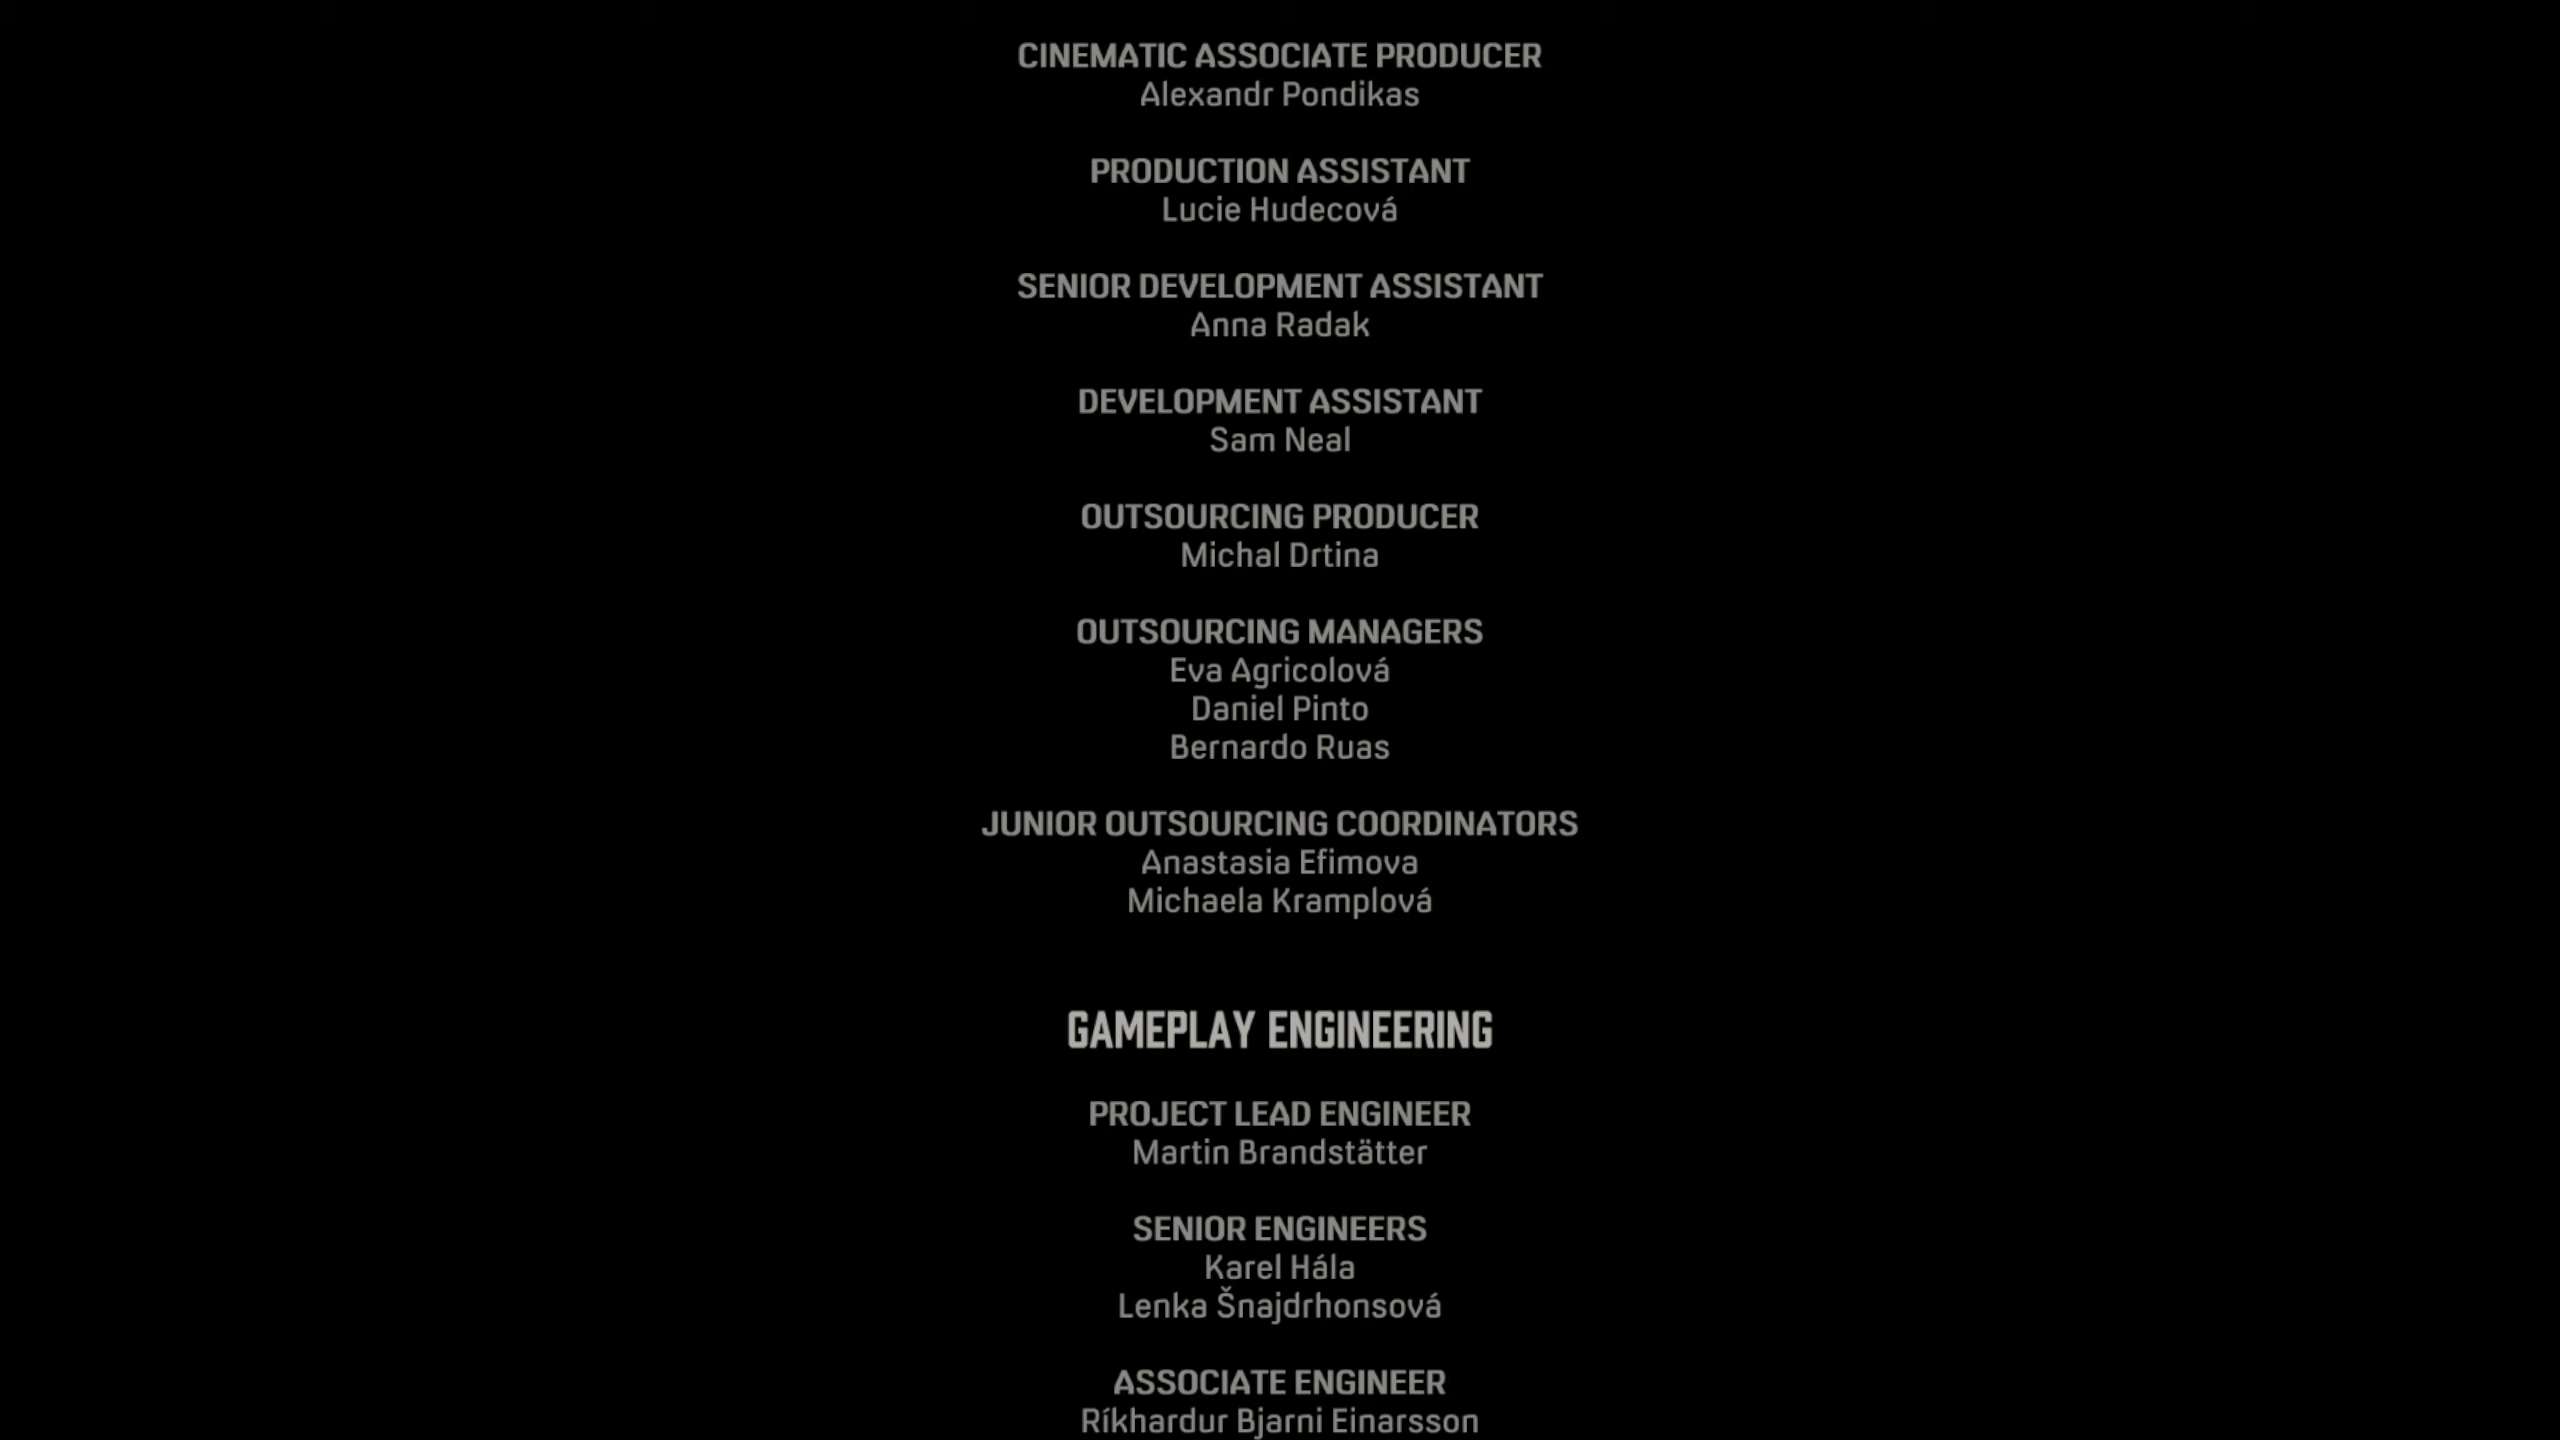 CINEMATIC ASSOCIATE PRODUCER
Alexandr Pondikas
PRODUCTION ASSISTANT
Lucie Hudecová
SENIOR DEVELOPMENT ASSISTANT
Anna Radak
DEVELOPMENT ASSISTANT
Sam Neal
OUTSOURCING PRODUCER
Michal Drtina
OUTSOURCING MANAGERS
Eva Agricolová
Daniel Pinto
Bernardo Ruas
JUNIOR OUTSOURCING COORDINATORS
Anastasia Efimova
Michaela Kramplová
GAMEPLAY ENGINEERING
PROJECT LEAD ENGINEER
Martin Brandstätter
SENIOR ENGINEERS
Karel Hála
Lenka Šnajdrhonsová
ASSOCIATE ENGINEER
Ríkhardur Bjarni Einarsson